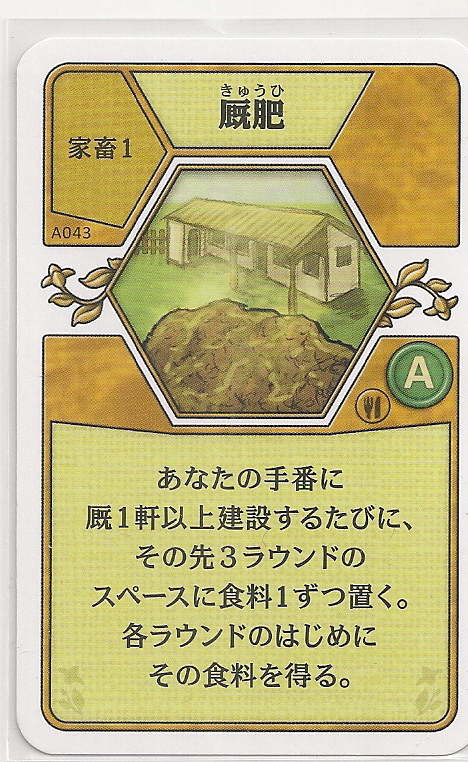 きゅうひ
厩肥
家畜1
A043
A
あなたの手番に
厩1軒以上建設するたびに、
その先3ラウンドの
スペースに食料1ずつ置く。
各ラウンドのはじめに
その食料を得る。